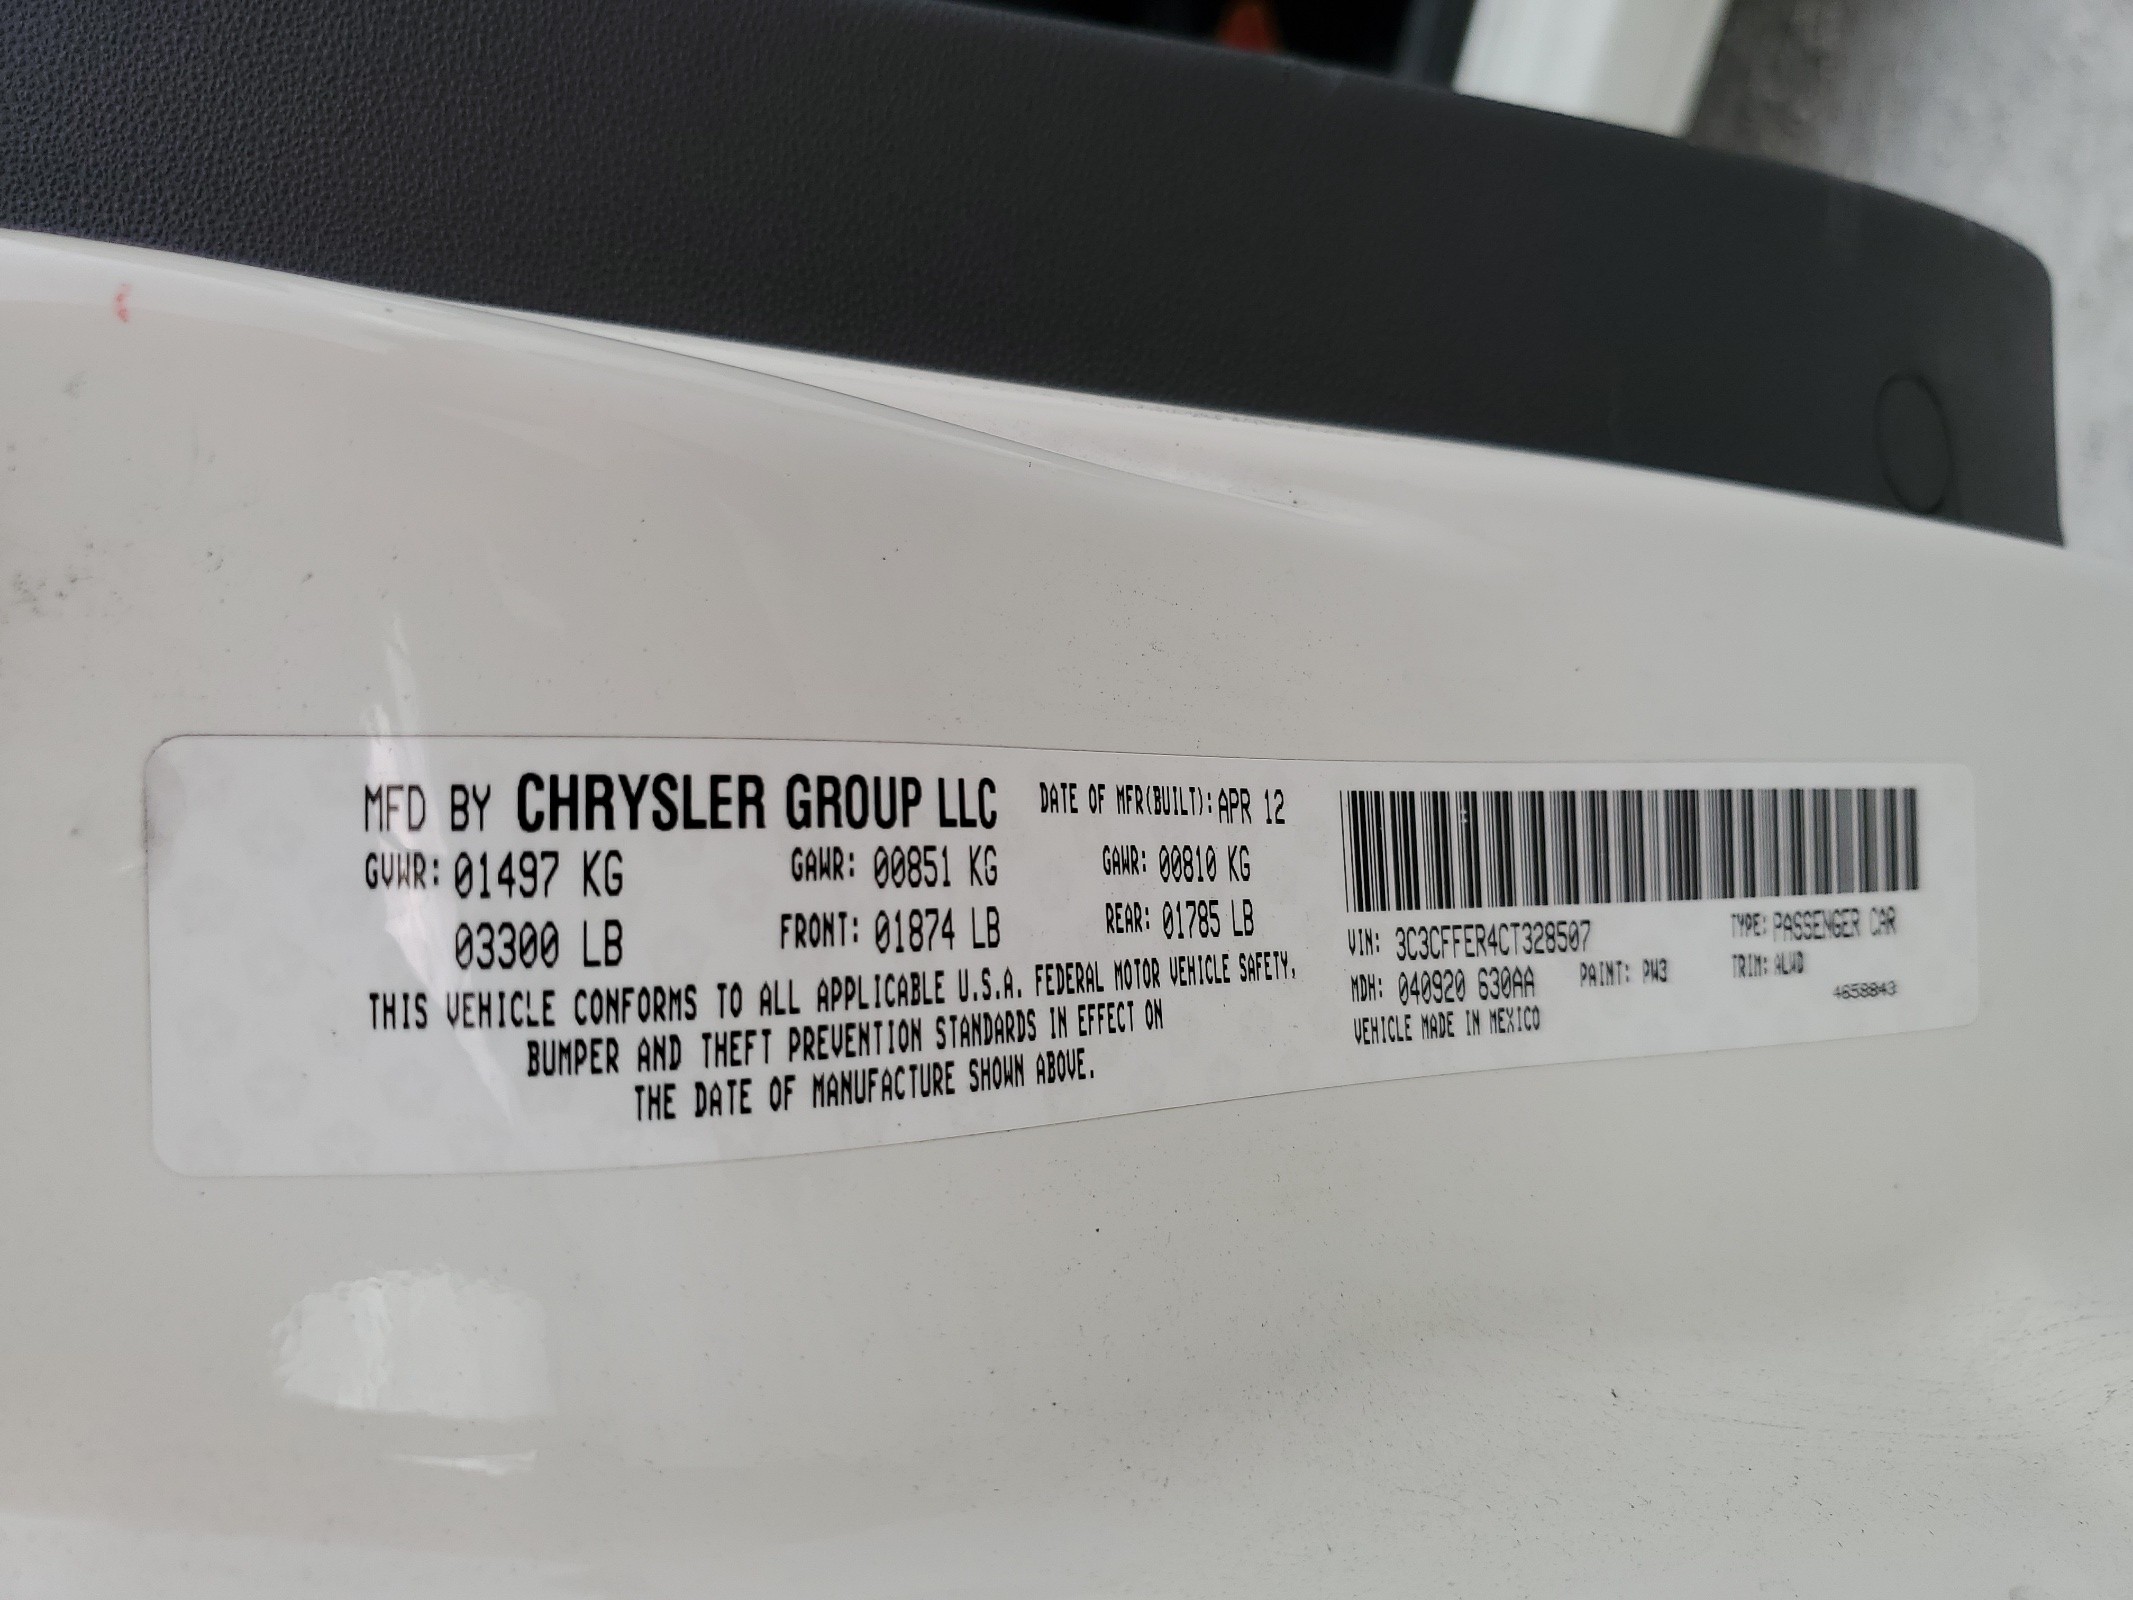 MFD BY CHRYSLER GROUP LLC DATE OF MFR(BUILT): APR 12
GVWR: 01497 KG GAWR: 00851 KG GAWR: 00810 KG
03300 LB FRONT: 01874 LB REAR: 01785 LB
THIS VEHICLE CONFORMS TO ALL APPLICABLE U.S.A. FEDERAL MOTOR VEHICLE SAFETY,
BUMPER AND THEFT PREVENTION STANDARDS IN EFFECT ON
THE DATE OF MANUFACTURE SHOWN ABOVE.
VIN: 3C3CFFER4CT328507 TYPE: PASSENGER CAR
MDH: 040920 630AA PAINT: PW3 TRIM: ALWD
VEHICLE MADE IN MEXICO 4658843